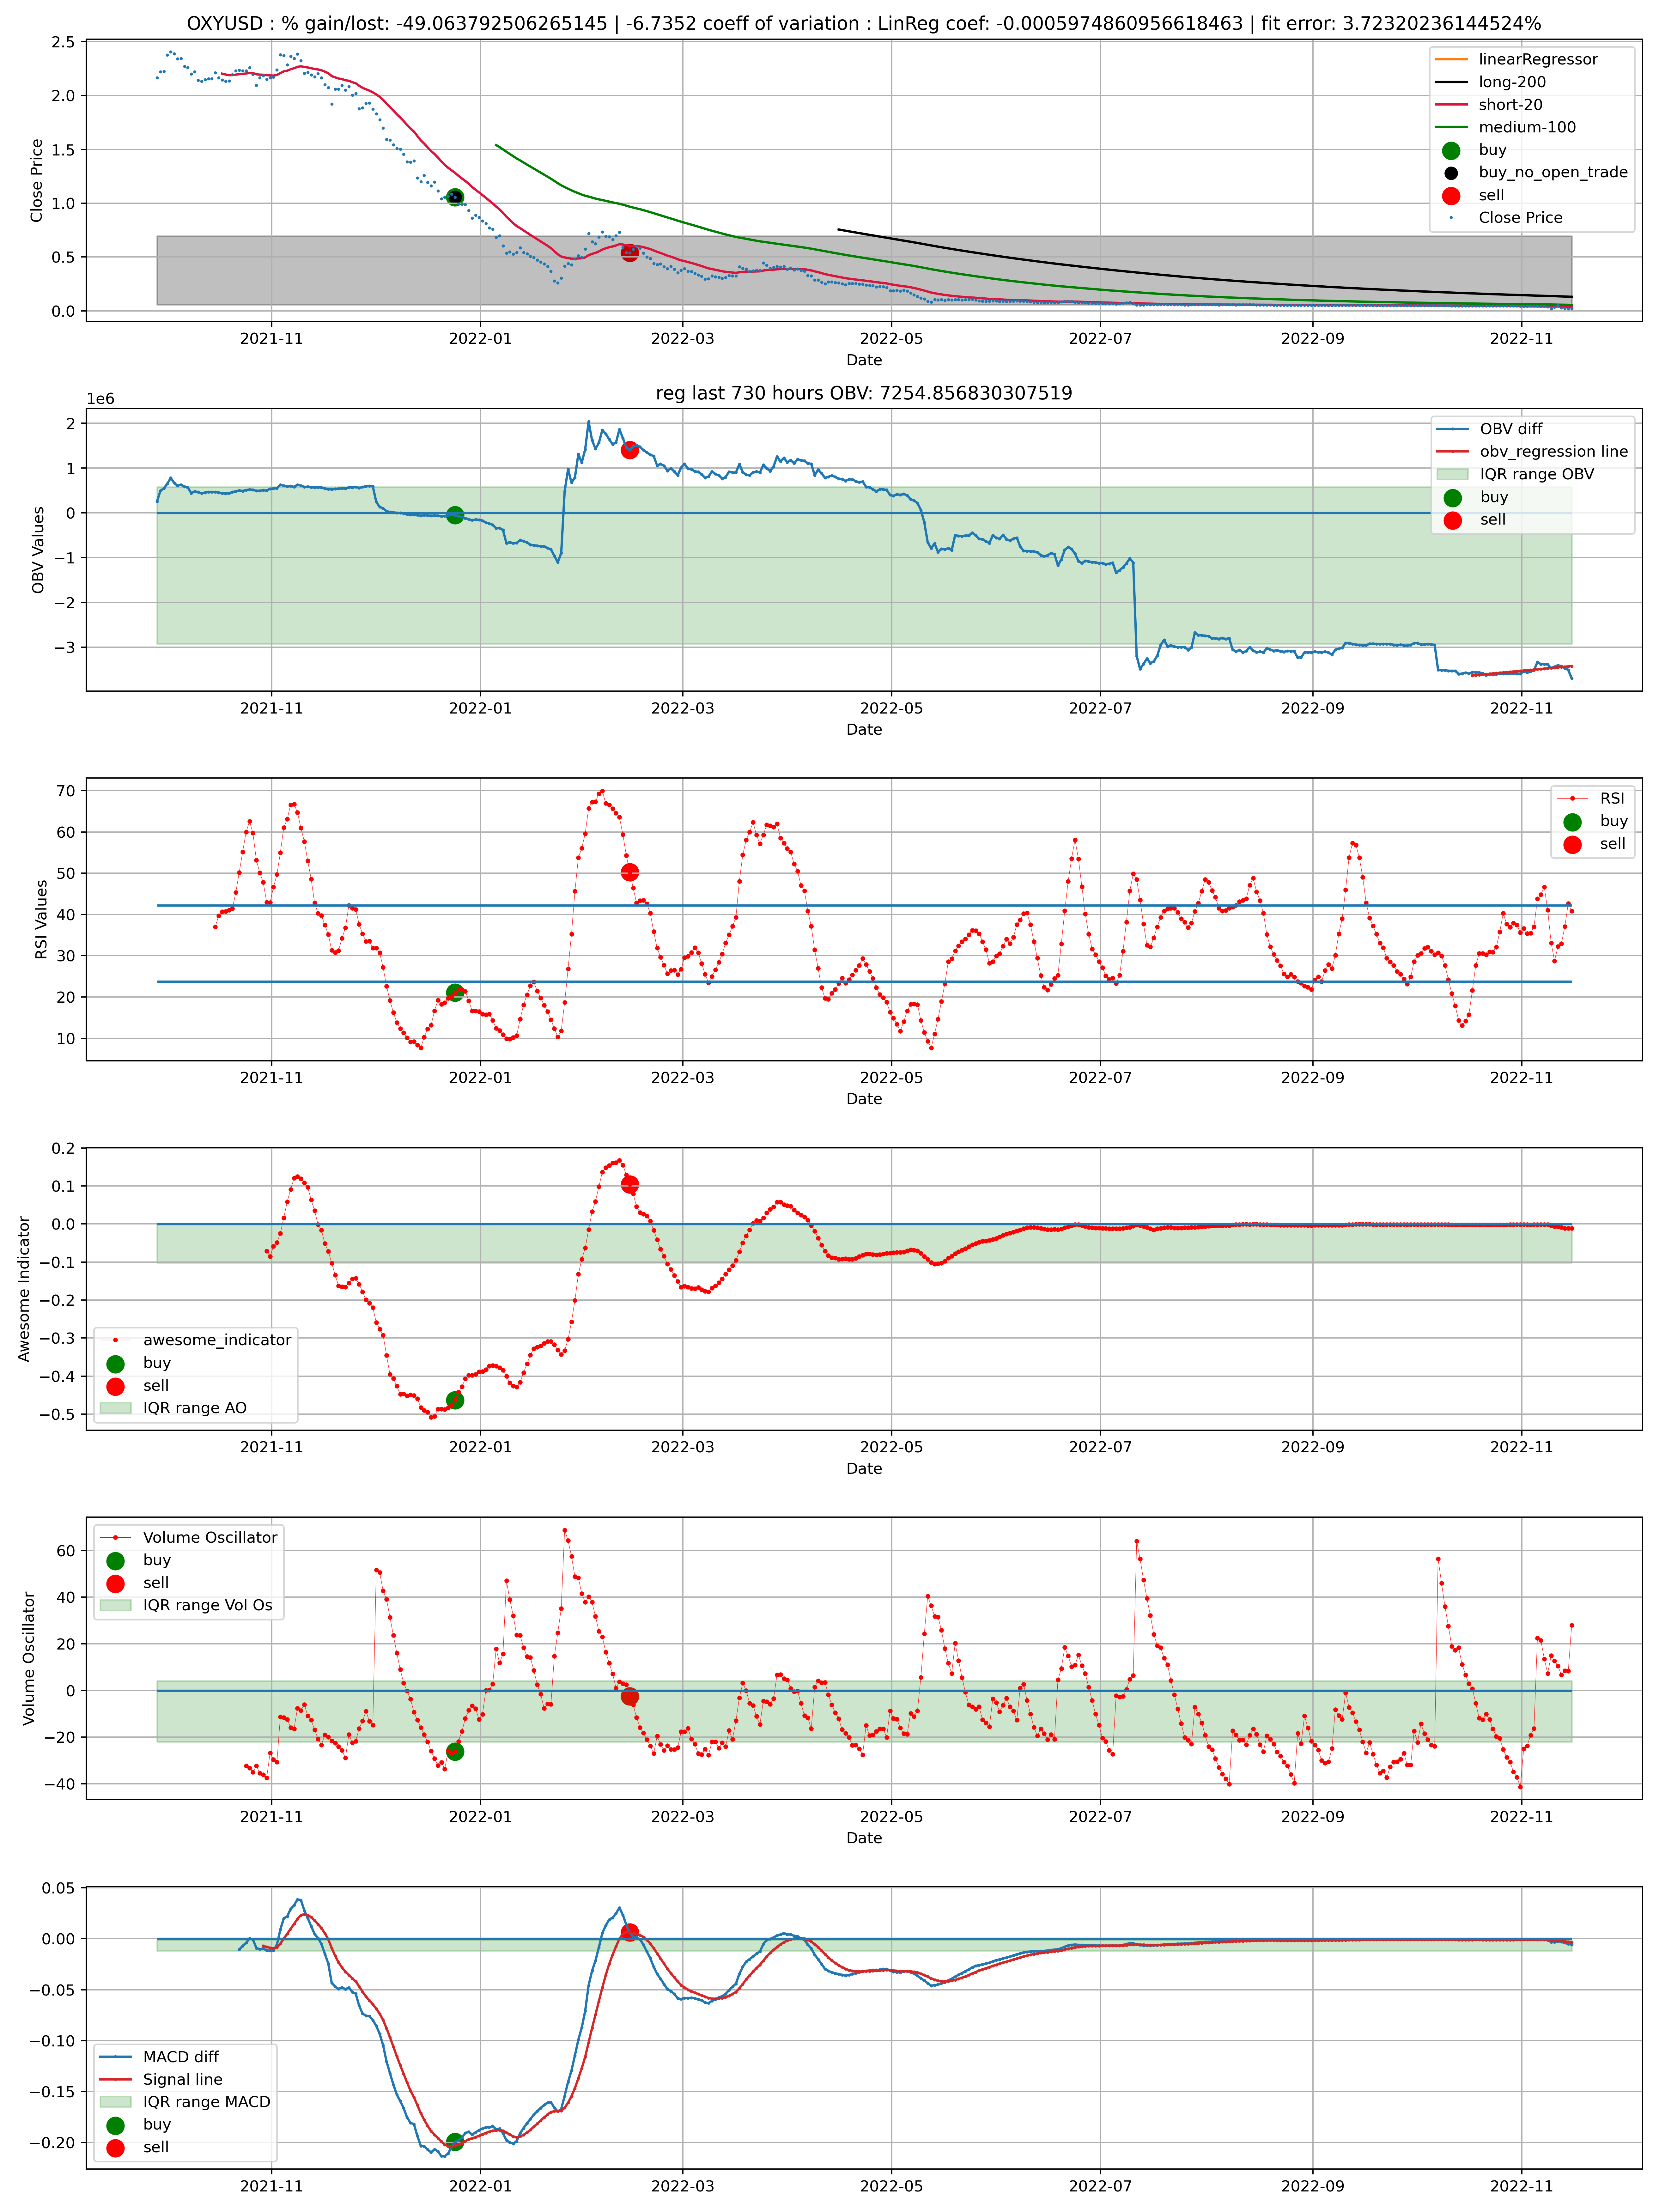 OXYUSD : % gain/lost: -49.063792506265145 | -6.7352 coeff of variation : LinReg coef: -0.0005974860956618463 | fit error: 3.72320236144524%
2.5
2.0
1.5
1.0
0.5
0.0
Close Price
linearRegressor
long-200
short-20
medium-100
buy
buy_no_open_trade
sell
Close Price
2021-11 2022-01 2022-03 2022-05 2022-07 2022-09 2022-11
Date
reg last 730 hours OBV: 7254.856830307519
1e6
2
1
0
−1
−2
−3
OBV Values
OBV diff
obv_regression line
IQR range OBV
buy
sell
2021-11 2022-01 2022-03 2022-05 2022-07 2022-09 2022-11
Date
70
60
50
40
30
20
10
RSI Values
RSI
buy
sell
2021-11 2022-01 2022-03 2022-05 2022-07 2022-09 2022-11
Date
0.2
0.1
0.0
−0.1
−0.2
−0.3
−0.4
−0.5
Awesome Indicator
awesome_indicator
buy
sell
IQR range AO
2021-11 2022-01 2022-03 2022-05 2022-07 2022-09 2022-11
Date
60
40
20
0
−20
−40
Volume Oscillator
Volume Oscillator
buy
sell
IQR range Vol Os
2021-11 2022-01 2022-03 2022-05 2022-07 2022-09 2022-11
Date
0.05
0.00
−0.05
−0.10
−0.15
−0.20
MACD diff
Signal line
IQR range MACD
buy
sell
2021-11 2022-01 2022-03 2022-05 2022-07 2022-09 2022-11